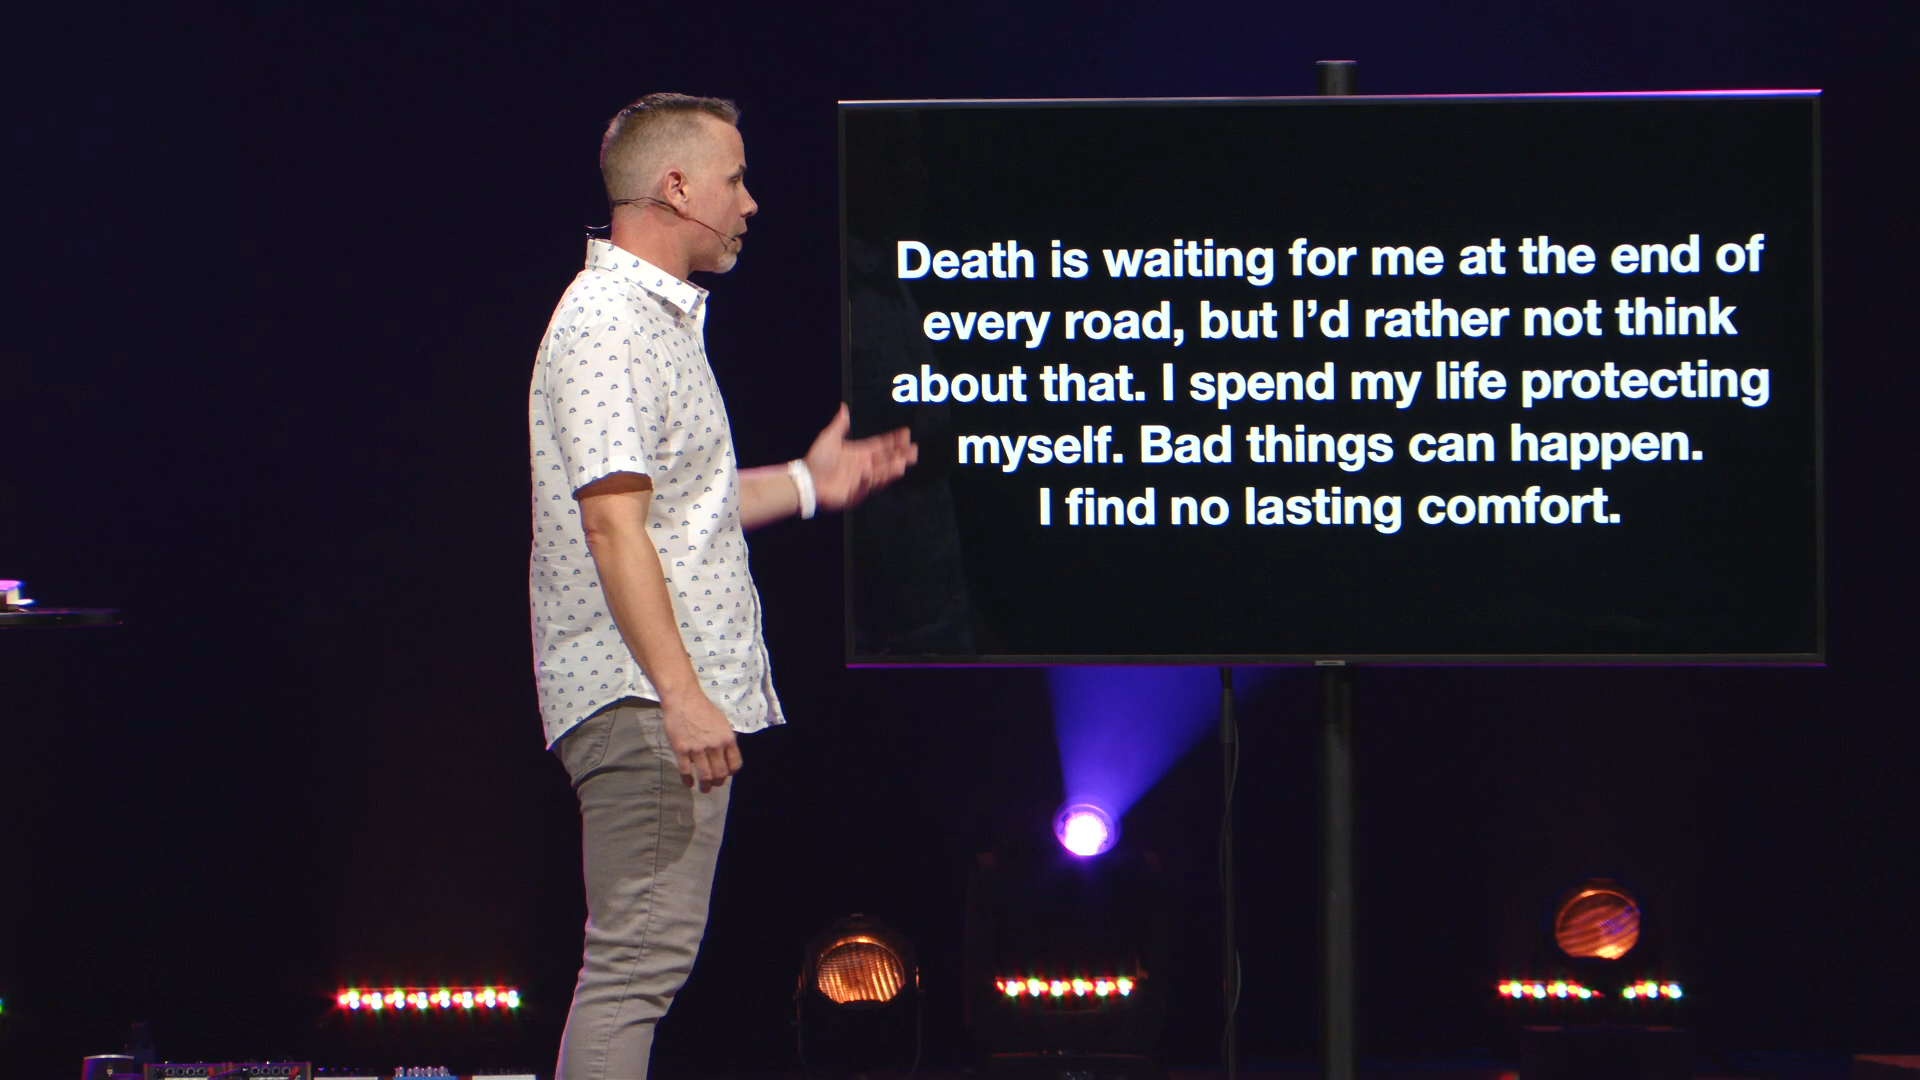 Death is waiting for me at the end of
every road, but I’d rather not think
about that. I spend my life protecting
myself. Bad things can happen.
I find no lasting comfort.